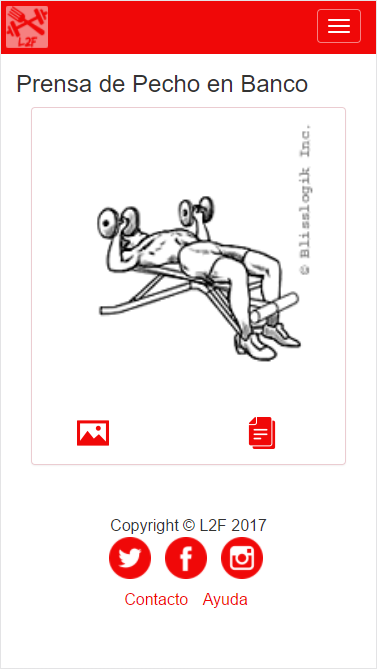 L2F
Prensa de Pecho en Banco
© Blisslogik Inc.
Copyright © L2F 2017
Contacto Ayuda